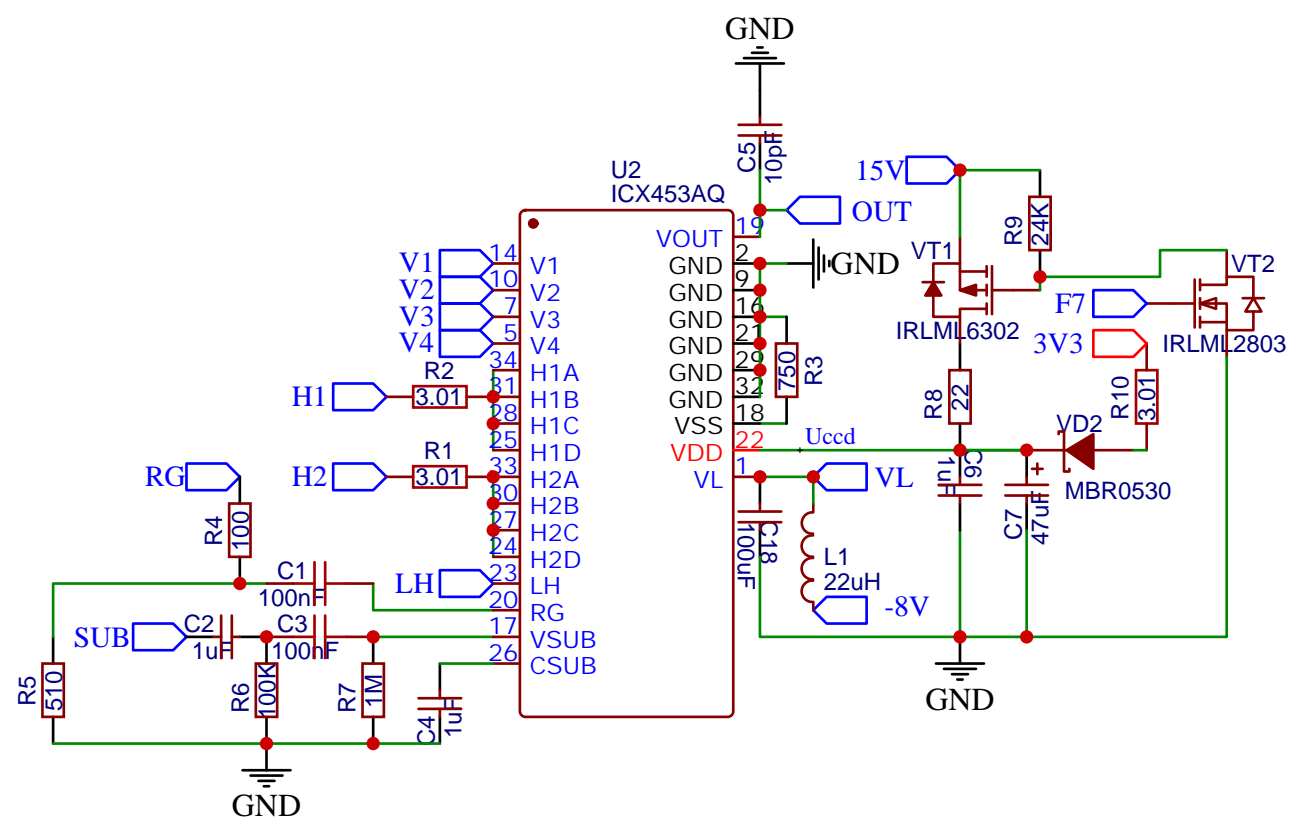 GND
C5
10pF
U2
ICX453AQ
15V
OUT
R9
24K
VT1
VT2
IRLML6302
IRLML2803
F7
3V3
GND
V1
V2
V3
V4
14
10
7
5
34
31
28
25
33
30
27
24
23
20
17
26
V1
V2
V3
V4
H1A
H1B
H1C
H1D
H2A
H2B
H2C
H2D
LH
RG
VSUB
CSUB
VOUT
GND
GND
GND
GND
GND
GND
VSS
VDD
VL
19
2
9
16
21
29
32
18
22
1
R3
750
R8
22
R10
3.01
Uccd
VD2
MBR0530
C6
1uF
C7
+
47uF
VL
C18
100uF
L1
22uH
-8V
GND
H1
R2
3.01
H2
R1
3.01
RG
R4
100
C1
100nF
LH
SUB
C2
1uF
C3
100nF
R5
510
R6
100K
R7
1M
C4
1uF
GND